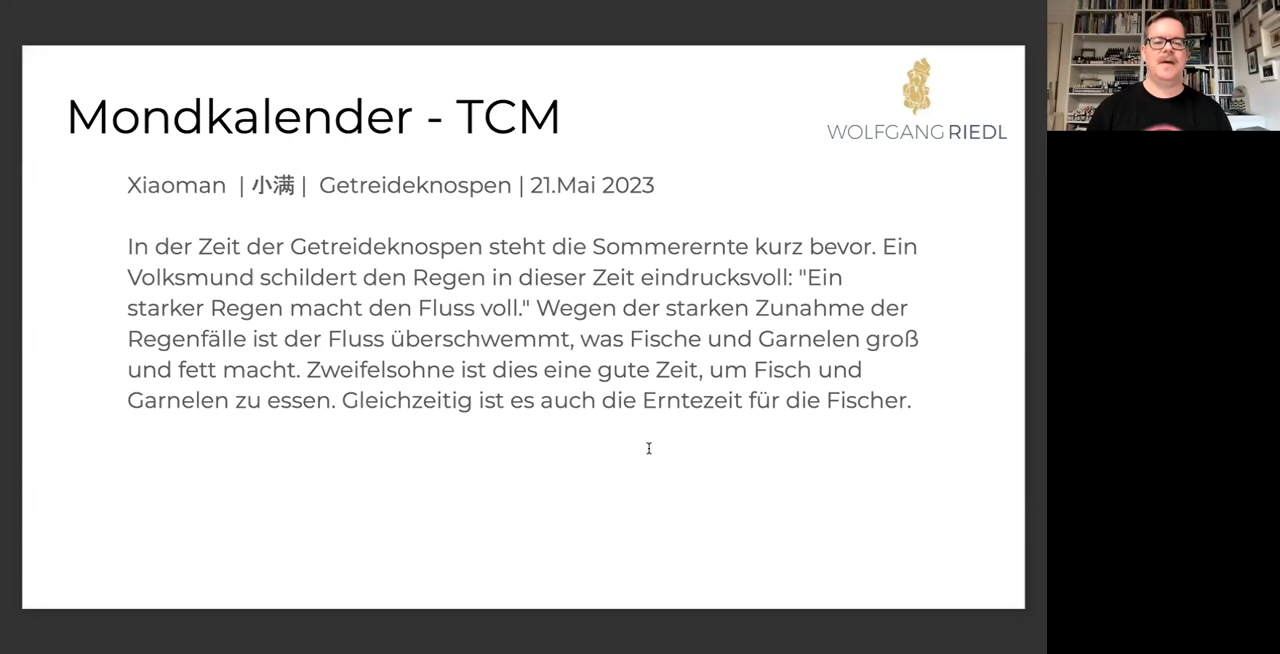 Mondkalender - TCM
WOLFGANG RIEDL
Xiaoman | 小满 | Getreideknospen | 21.Mai 2023
In der Zeit der Getreideknospen steht die Sommerernte kurz bevor. Ein
Volksmund schildert den Regen in dieser Zeit eindrucksvoll: "Ein
starker Regen macht den Fluss voll." Wegen der starken Zunahme der
Regenfälle ist der Fluss überschwemmt, was Fische und Garnelen groß
und fett macht. Zweifelsohne ist dies eine gute Zeit, um Fisch und
Garnelen zu essen. Gleichzeitig ist es auch die Erntezeit für die Fischer.